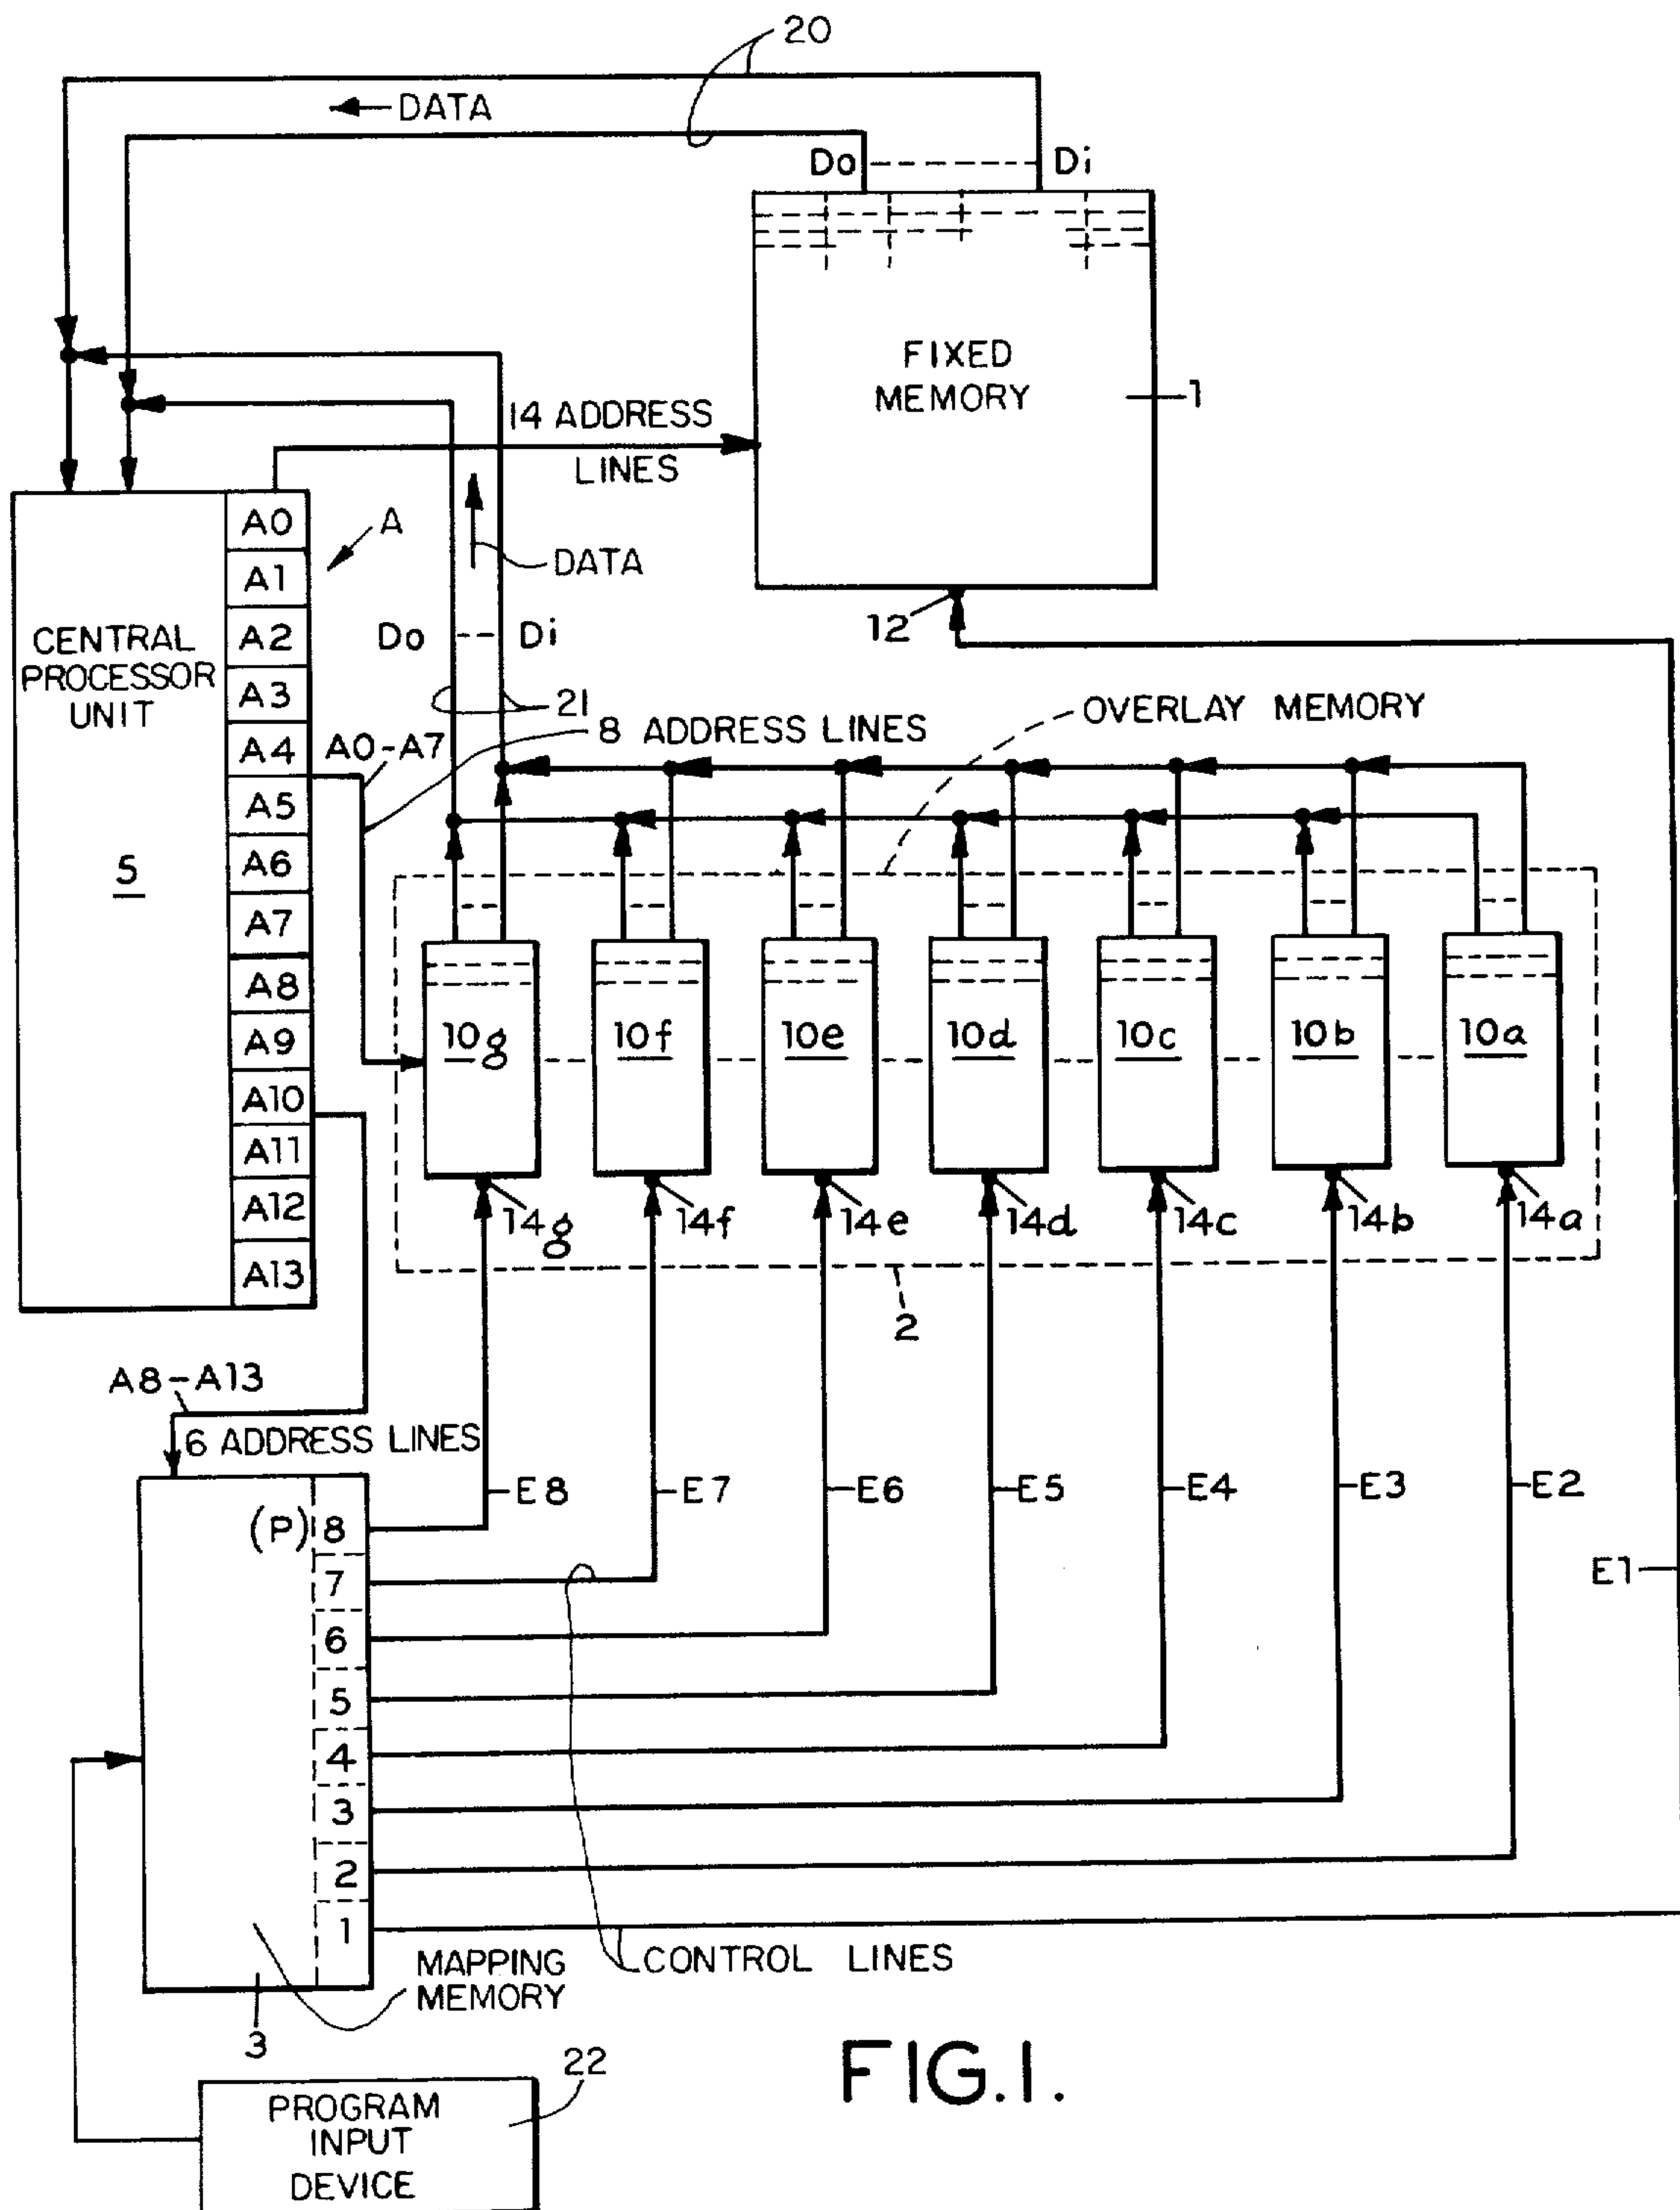 20
← DATA
Do Di
FIXED
MEMORY
1
14 ADDRESS
LINES
A0
A
A1
DATA
12
A2
Do Di
CENTRAL
PROCESSOR
UNIT
A3
21
OVERLAY MEMORY
8 ADDRESS LINES
A4
A0-A7
A5
A6
5
A7
A8
A9
10g 10f 10e 10d 10c 10b 10a
A10
A11
A12
14g 14f 14e 14d 14c 14b 14a
A13
2
A8-A13
6 ADDRESS LINES
E8 E7 E6 E5 E4 E3 E2
(P) 8
7
E1
6
5
4
3
2
1
CONTROL LINES
MAPPING
MEMORY
3
22
FIG.1.
PROGRAM
INPUT
DEVICE